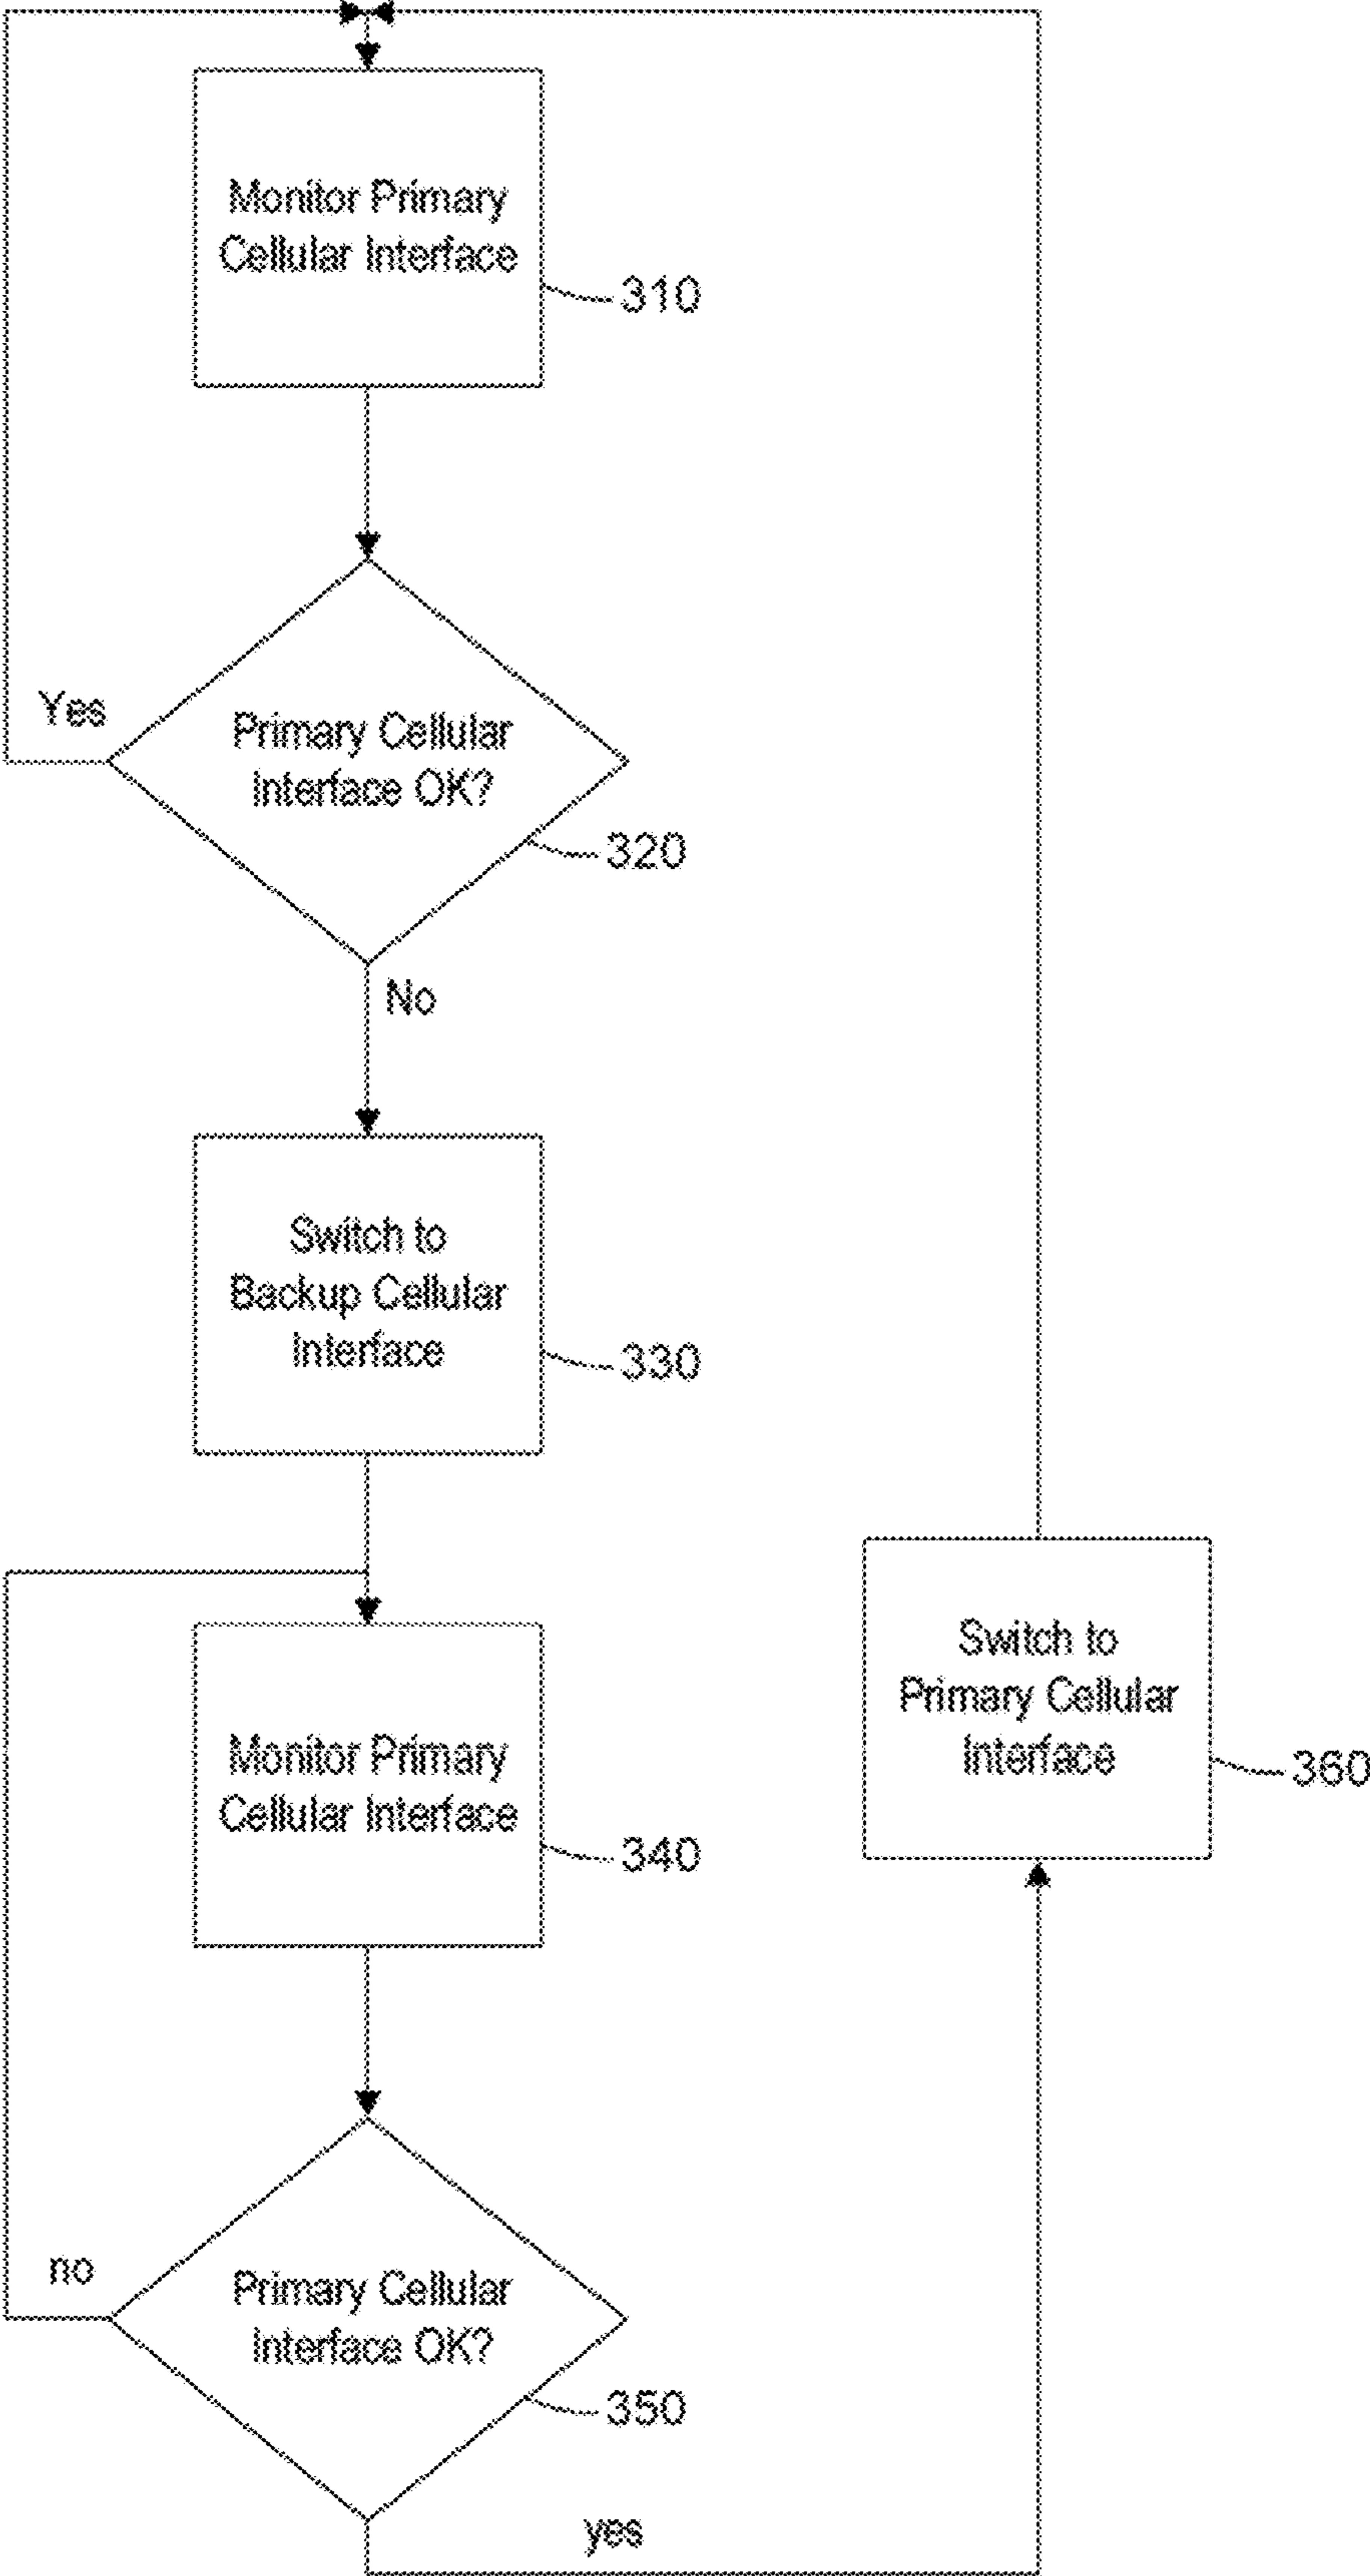 Monitor Primary
Cellular Interface
310
Yes
Primary Cellular
Interface OK?
320
No
Switch to
Backup Cellular
Interface
330
Switch to
Primary Cellular
Interface
360
Monitor Primary
Cellular Interface
340
no
Primary Cellular
Interface OK?
350
yes